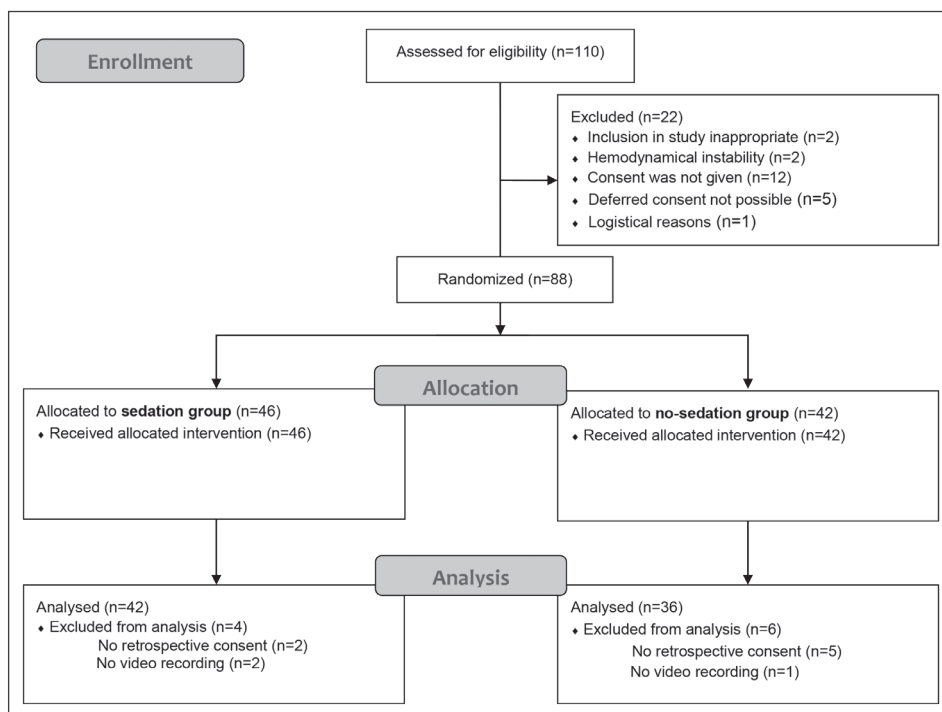 Enrollment
Assessed for eligibility (n=110)
Excluded (n=22)
♦ Inclusion in study inappropriate (n=2)
♦ Hemodynamical instability (n=2)
♦ Consent was not given (n=12)
♦ Deferred consent not possible (n=5)
♦ Logistical reasons (n=1)
Randomized (n=88)
Allocation
Allocated to sedation group (n=46)
♦ Received allocated intervention (n=46)
Allocated to no-sedation group (n=42)
♦ Received allocated intervention (n=42)
Analysis
Analysed (n=42)
♦ Excluded from analysis (n=4)
No retrospective consent (n=2)
No video recording (n=2)
Analysed (n=36)
♦ Excluded from analysis (n=6)
No retrospective consent (n=5)
No video recording (n=1)